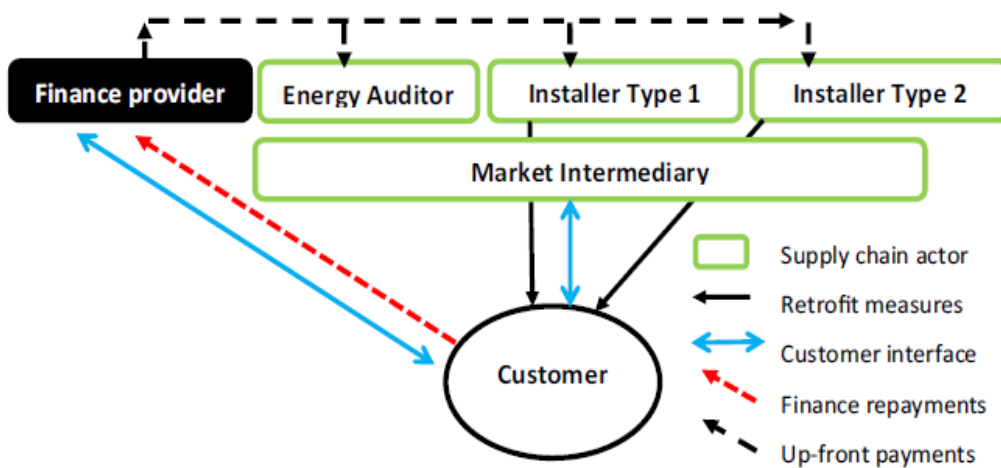 Finance provider
Energy Auditor
Installer Type 1
Installer Type 2
Market Intermediary
Customer
Supply chain actor
Retrofit measures
Customer interface
Finance repayments
Up-front payments